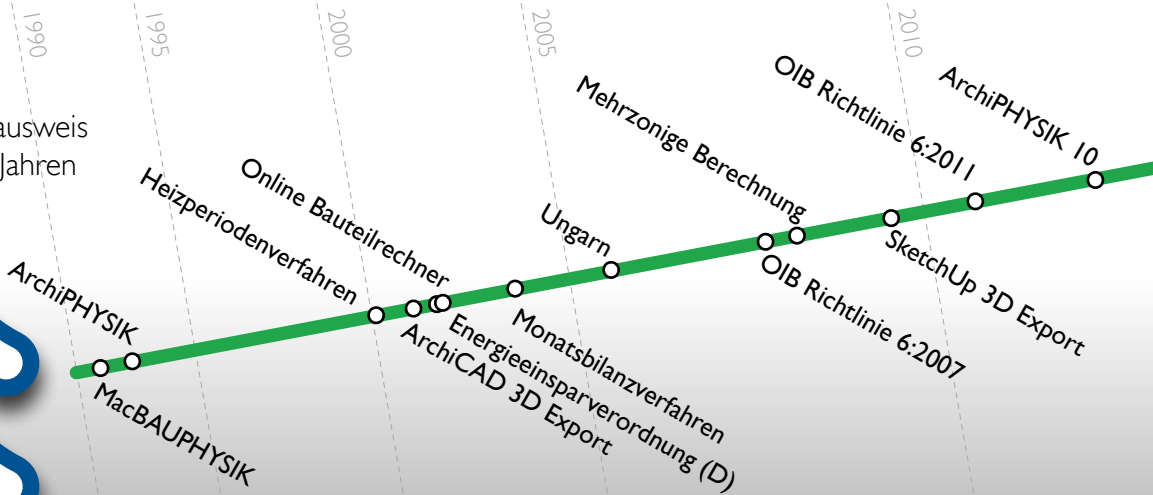 1990
1995
2000
2005
2010
ausweis
Jahren
ArchiPHYSIK
MacBAUPHYSIK
Heizperiodenverfahren
ArchiCAD 3D Export
Online Bauteilrechner
Energieeinsparverordnung (D)
Monatsbilanzverfahren
Ungarn
OIB Richtlinie 6:2007
Mehrzonige Berechnung
SketchUp 3D Export
OIB Richtlinie 6:2011
ArchiPHYSIK 10